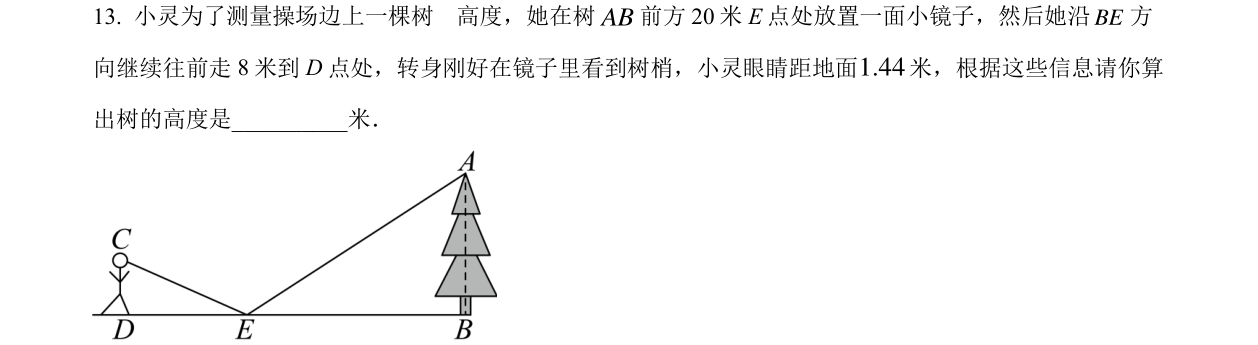 13. 小灵为了测量操场边上一棵树　高度，她在树 AB 前方 20 米 E 点处放置一面小镜子，然后她沿 BE 方
向继续往前走 8 米到 D 点处，转身刚好在镜子里看到树梢，小灵眼睛距地面1.44 米，根据这些信息请你算
出树的高度是__________米．
A
C
D E B